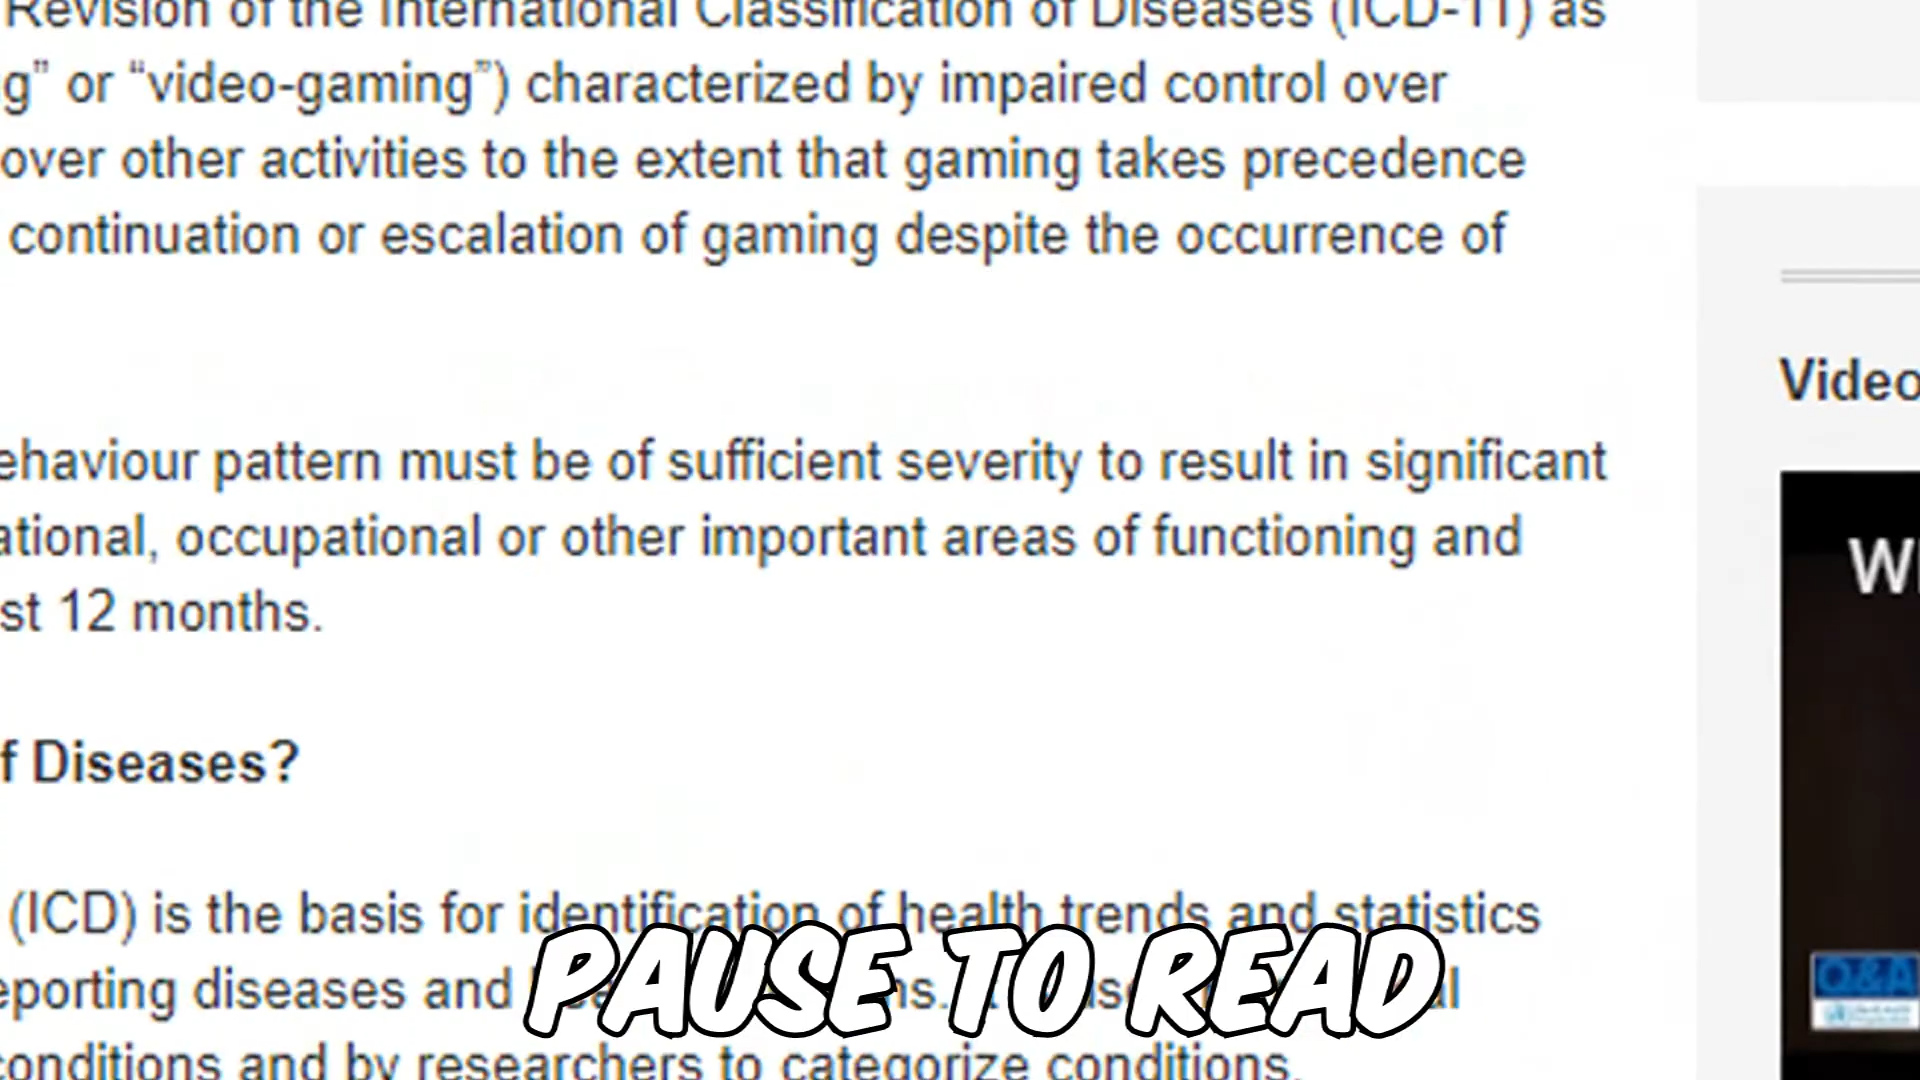 Revision of the International Classification of Diseases (ICD-11) as
g” or “video-gaming”) characterized by impaired control over
over other activities to the extent that gaming takes precedence
continuation or escalation of gaming despite the occurrence of
ehaviour pattern must be of sufficient severity to result in significant
ational, occupational or other important areas of functioning and
st 12 months.
f Diseases?
(ICD) is the basis for identification of health trends and statistics
eporting diseases and
conditions and by researchers to categorize conditions.
PAUSE TO READ
Video
WI
Q&A